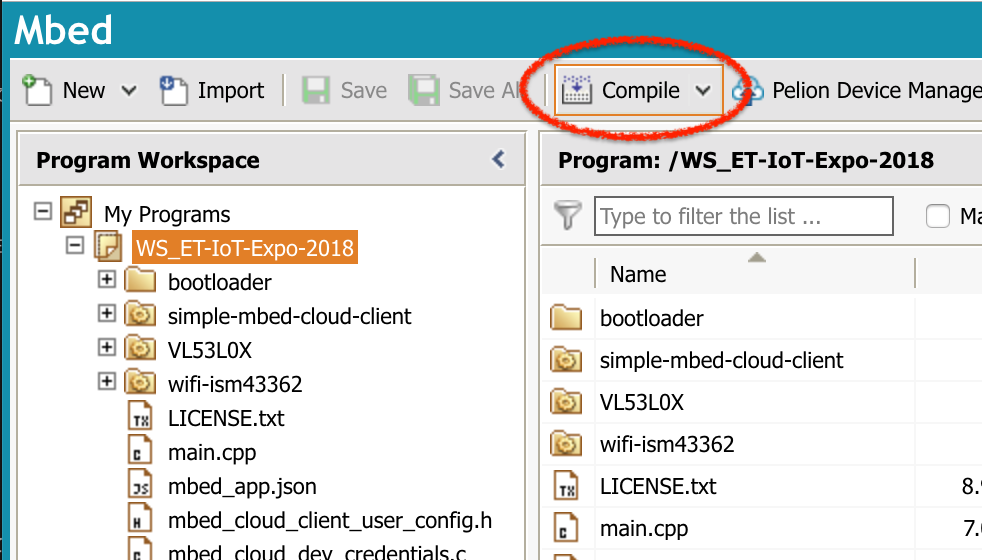 Mbed
New Import Save Save Al Compile Pelion Device Manage
Program Workspace
My Programs
WS_ET-IoT-Expo-2018
bootloader
simple-mbed-cloud-client
VL53L0X
wifi-ism43362
LICENSE.txt
main.cpp
mbed_app.json
mbed_cloud_client_user_config.h
mbed_cloud_dev_credentials.c
Program: /WS_ET-IoT-Expo-2018
Type to filter the list ... Ma
Name
bootloader
simple-mbed-cloud-client
VL53L0X
wifi-ism43362
LICENSE.txt 8.
main.cpp 7.